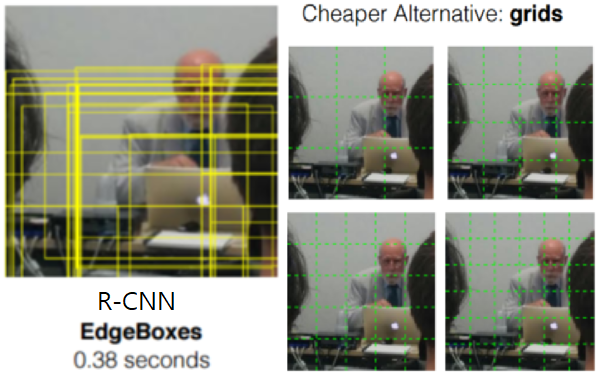 Cheaper Alternative: grids
R-CNN
EdgeBoxes
0.38 seconds